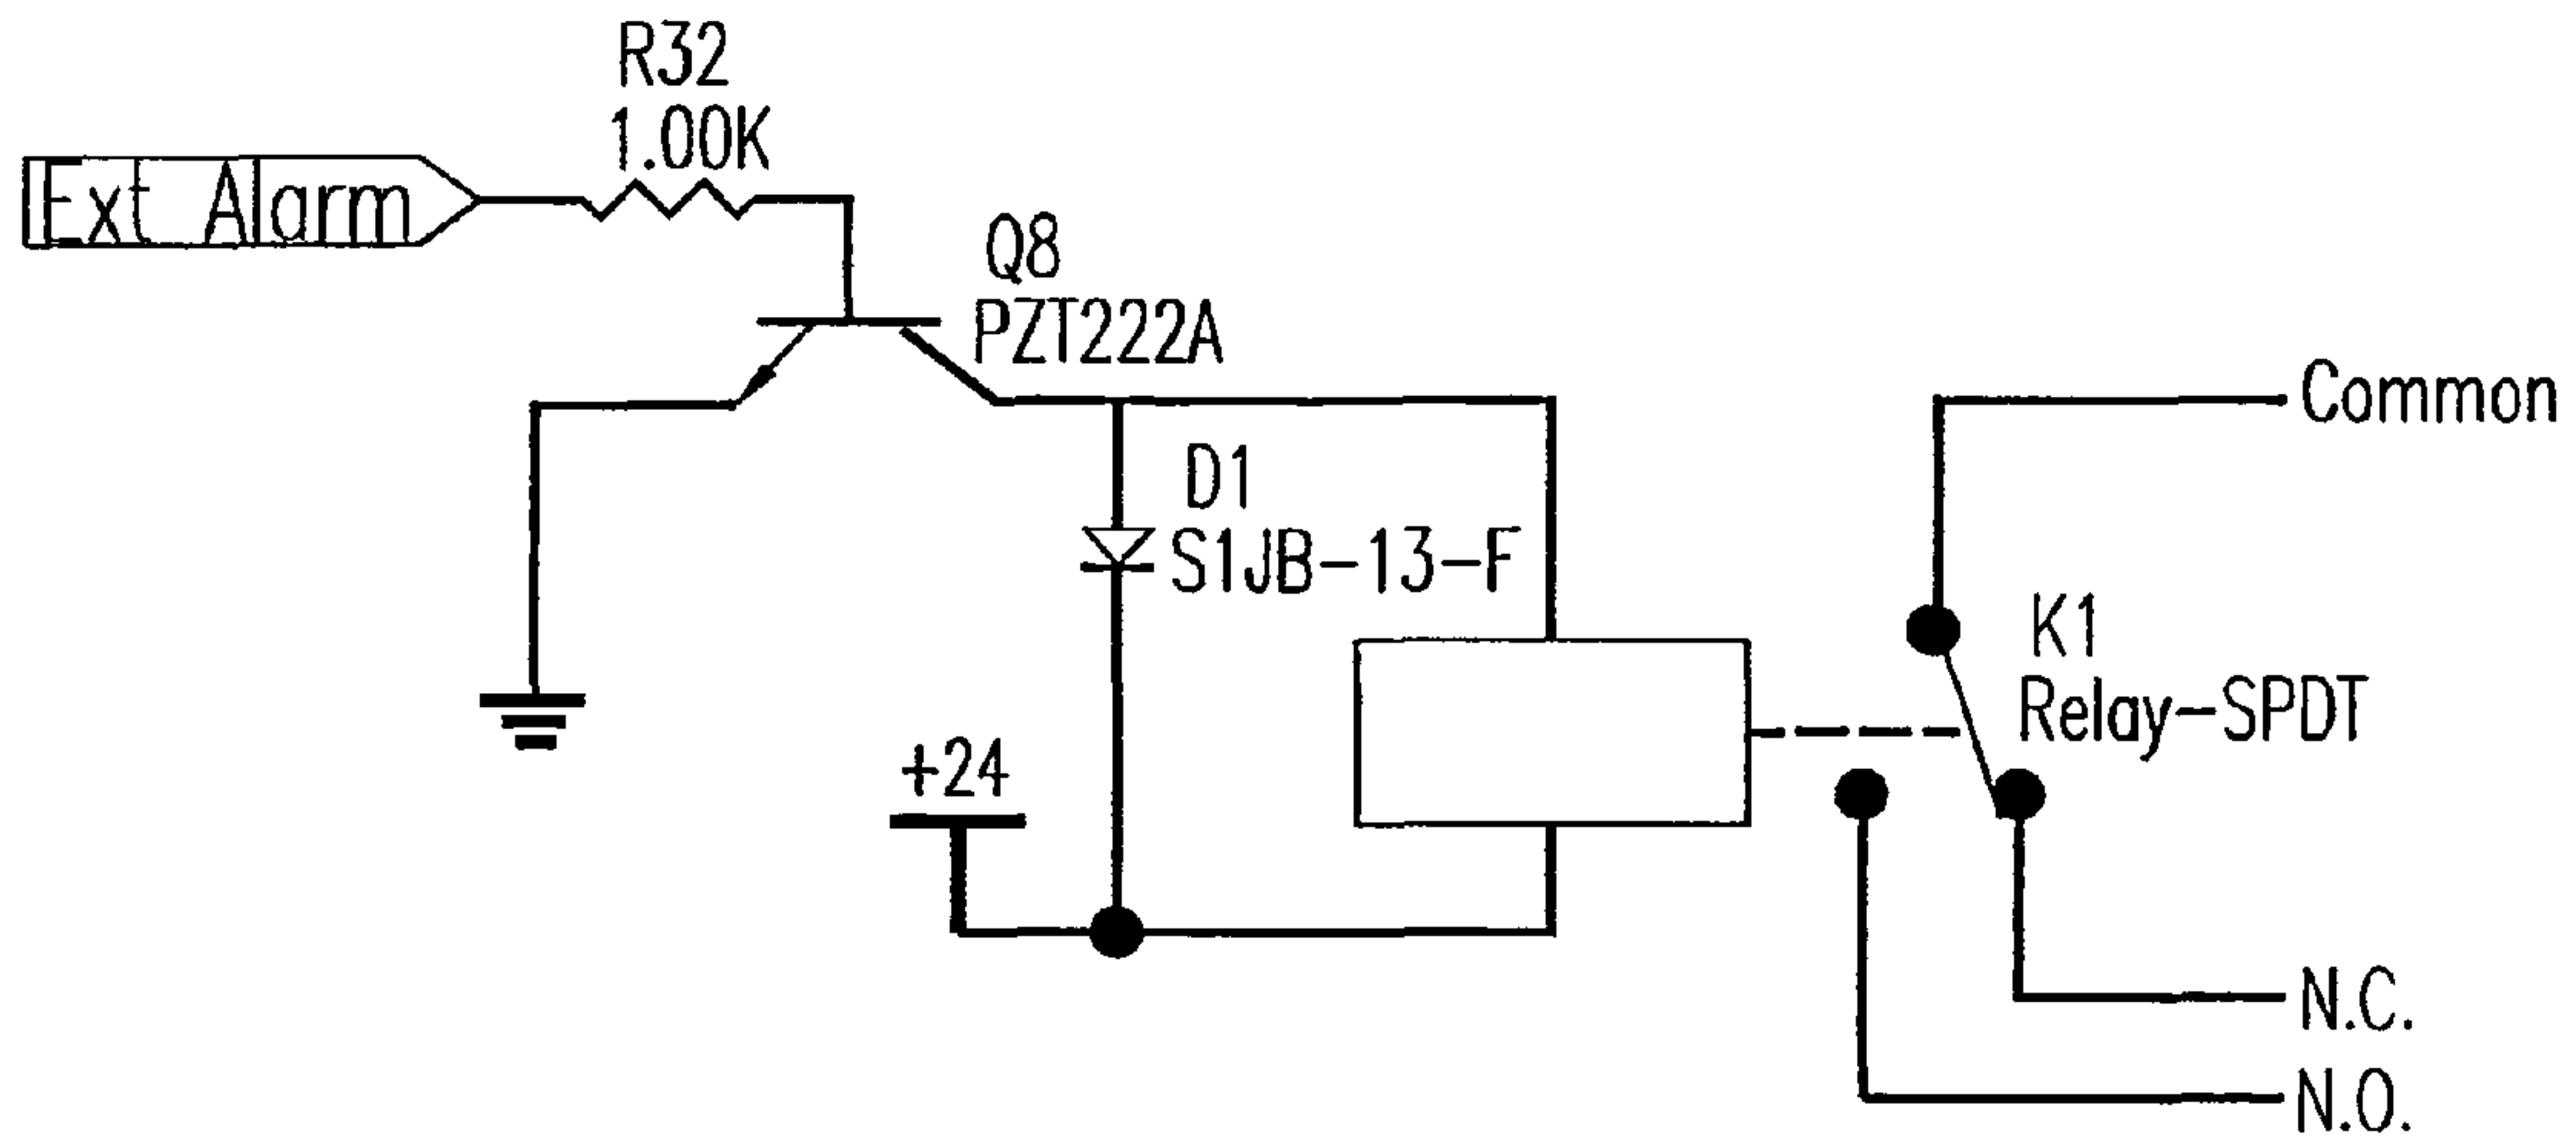 R32
1.00K
Ext Alarm
Q8
PZT222A
Common
D1
S1JB-13-F
K1
Relay-SPDT
+24
N.C.
N.O.